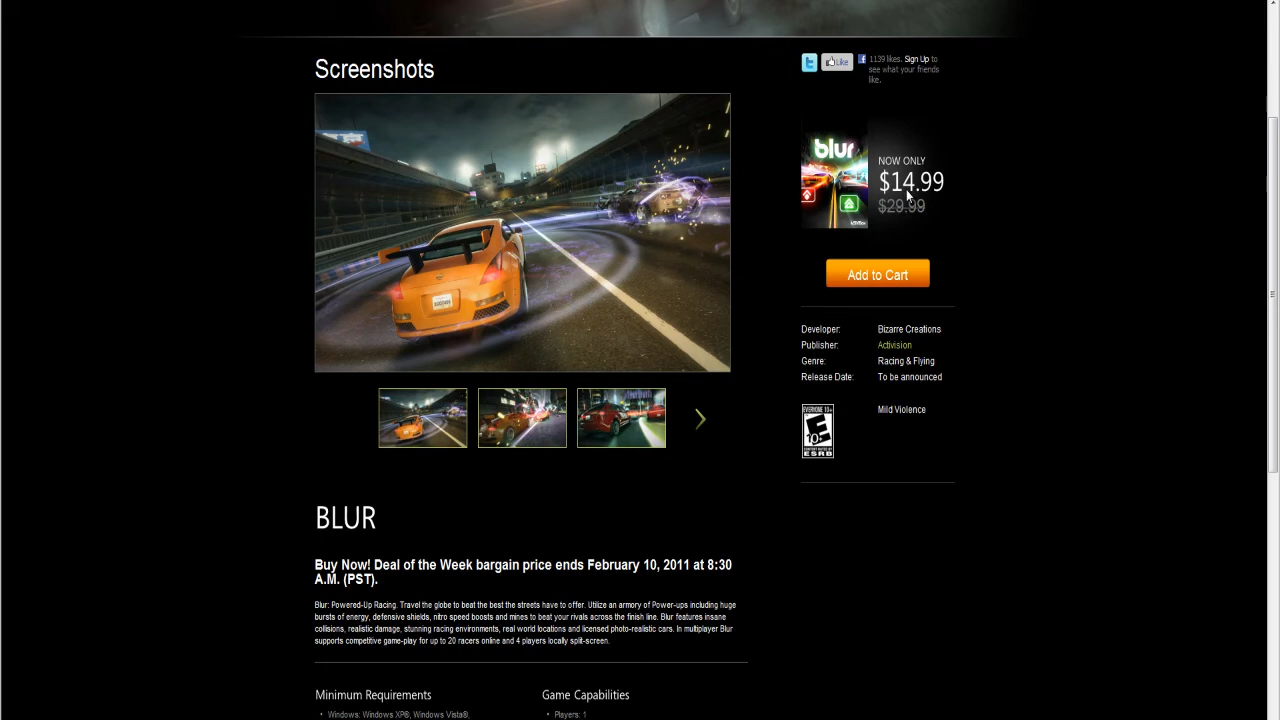 Screenshots
Like
1139 likes. Sign Up to
see what your friends
like.
blur
NOW ONLY
$14.99
$29.99
Add to Cart
Developer: Bizarre Creations
Publisher: Activision
Genre: Racing & Flying
Release Date: To be announced
EVERYONE 10+
E
10+
CONTENT RATED BY
ESRB
Mild Violence
BLUR
Buy Now! Deal of the Week bargain price ends February 10, 2011 at 8:30
A.M. (PST).
Blur: Powered-Up Racing. Travel the globe to beat the best the streets have to offer. Utilize an armory of Power-ups including huge
bursts of energy, defensive shields, nitro speed boosts and mines to beat your rivals across the finish line. Blur features insane
collisions, realistic damage, stunning racing environments, real world locations and licensed photo-realistic cars. In multiplayer Blur
supports competitive game-play for up to 20 racers online and 4 players locally split-screen.
Minimum Requirements
Game Capabilities
• Windows: Windows XP®, Windows Vista®,
• Players: 1